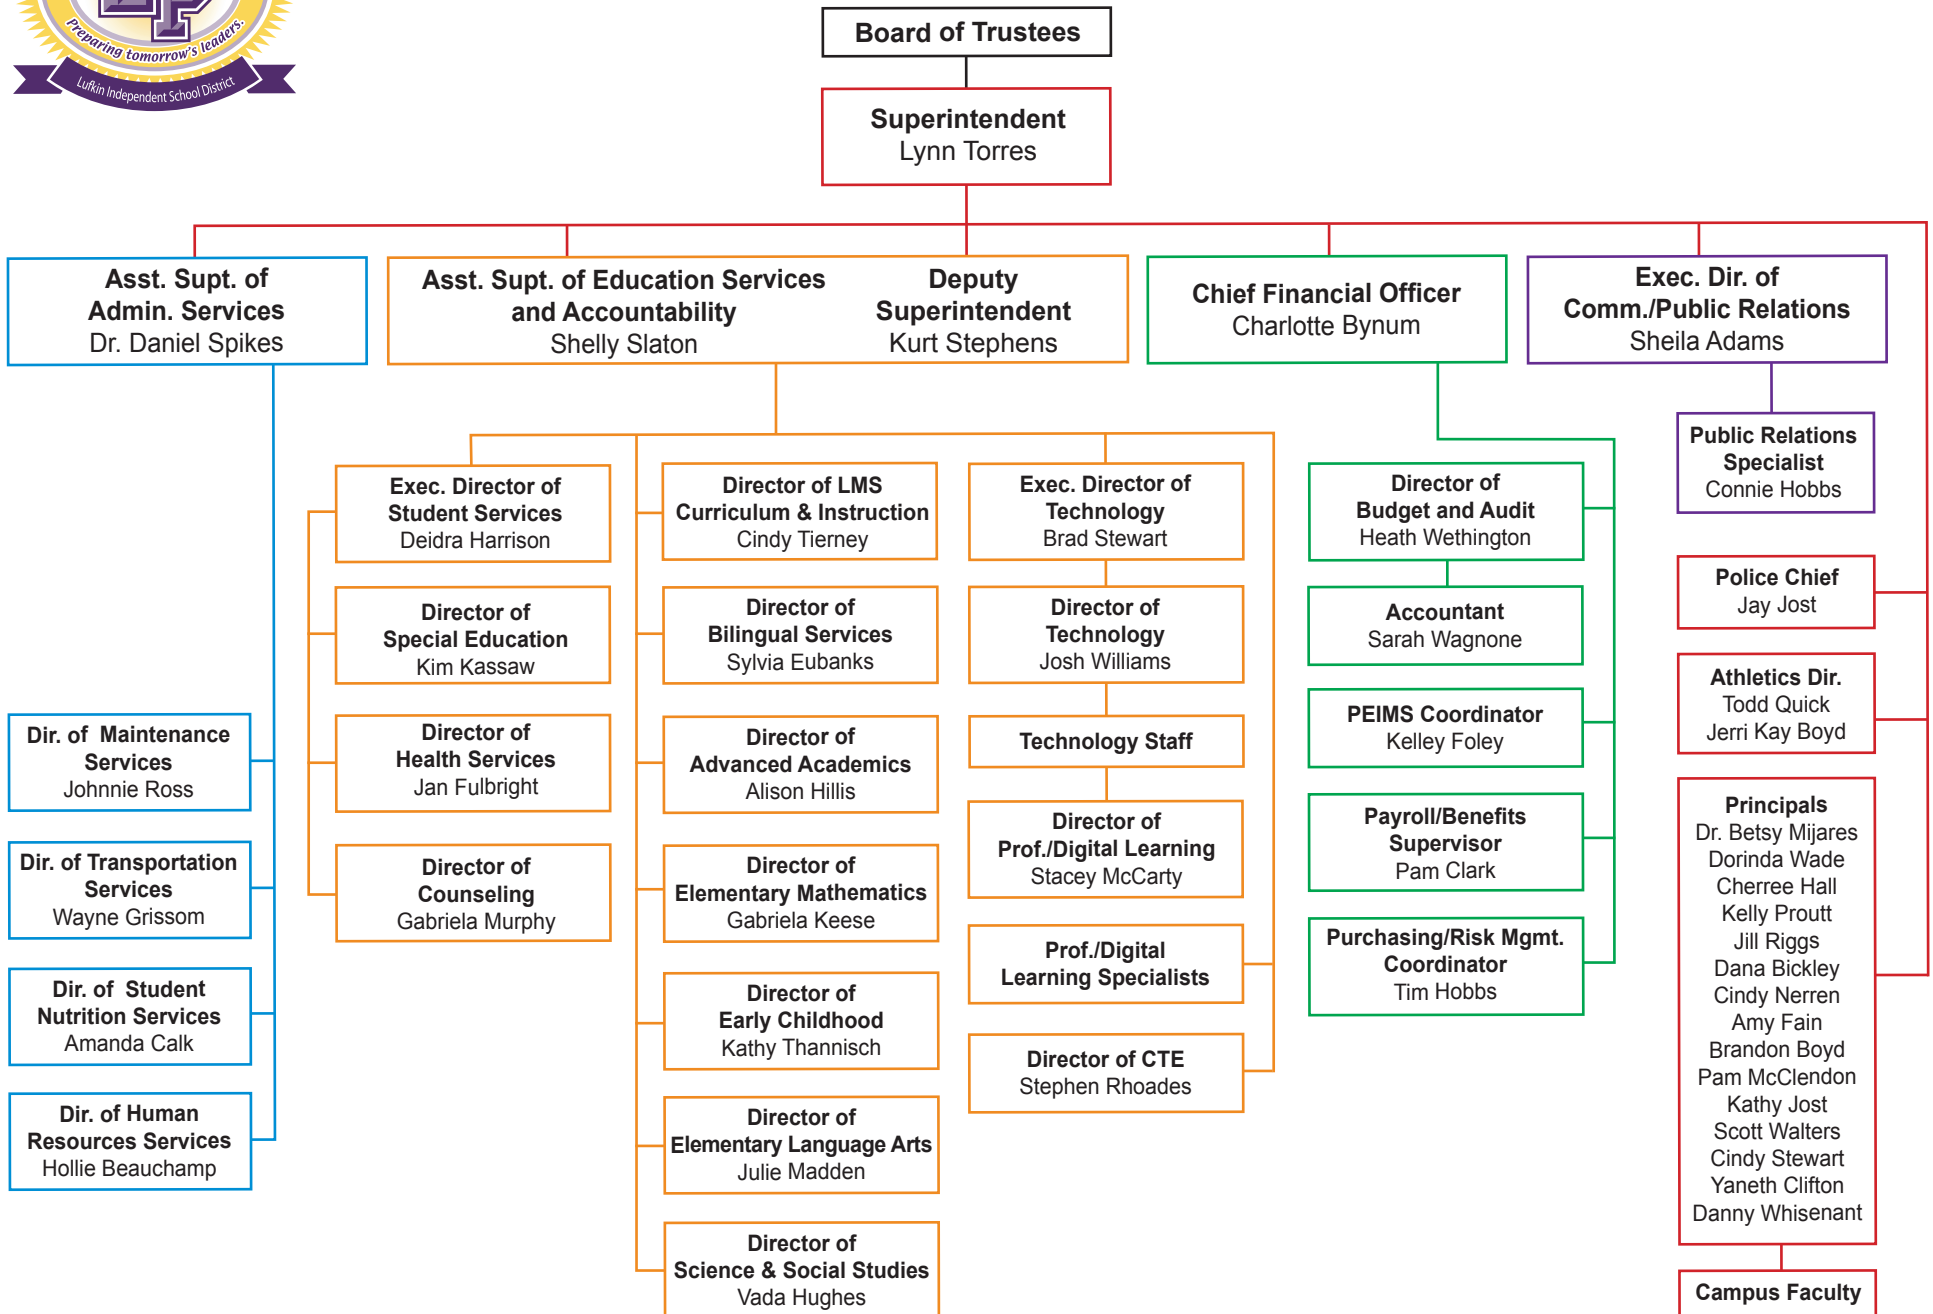 LP
Preparing tomorrow's leaders.
Lufkin Independent School District
Board of Trustees
Superintendent
Lynn Torres
Asst. Supt. of
Admin. Services
Dr. Daniel Spikes
Asst. Supt. of Education Services
and Accountability
Shelly Slaton
Deputy
Superintendent
Kurt Stephens
Chief Financial Officer
Charlotte Bynum
Exec. Dir. of
Comm./Public Relations
Sheila Adams
Dir. of Maintenance
Services
Johnnie Ross
Dir. of Transportation
Services
Wayne Grissom
Dir. of Student
Nutrition Services
Amanda Calk
Dir. of Human
Resources Services
Hollie Beauchamp
Exec. Director of
Student Services
Deidra Harrison
Director of
Special Education
Kim Kassaw
Director of
Health Services
Jan Fulbright
Director of
Counseling
Gabriela Murphy
Director of LMS
Curriculum & Instruction
Cindy Tierney
Director of
Bilingual Services
Sylvia Eubanks
Director of
Advanced Academics
Alison Hillis
Director of
Elementary Mathematics
Gabriela Keese
Director of
Early Childhood
Kathy Thannisch
Director of
Elementary Language Arts
Julie Madden
Director of
Science & Social Studies
Vada Hughes
Exec. Director of
Technology
Brad Stewart
Director of
Technology
Josh Williams
Technology Staff
Director of
Prof./Digital Learning
Stacey McCarty
Prof./Digital
Learning Specialists
Director of CTE
Stephen Rhoades
Director of
Budget and Audit
Heath Wethington
Accountant
Sarah Wagnone
PEIMS Coordinator
Kelley Foley
Payroll/Benefits
Supervisor
Pam Clark
Purchasing/Risk Mgmt.
Coordinator
Tim Hobbs
Public Relations
Specialist
Connie Hobbs
Police Chief
Jay Jost
Athletics Dir.
Todd Quick
Jerri Kay Boyd
Principals
Dr. Betsy Mijares
Dorinda Wade
Cherree Hall
Kelly Proutt
Jill Riggs
Dana Bickley
Cindy Nerren
Amy Fain
Brandon Boyd
Pam McClendon
Kathy Jost
Scott Walters
Cindy Stewart
Yaneth Clifton
Danny Whisenant
Campus Faculty